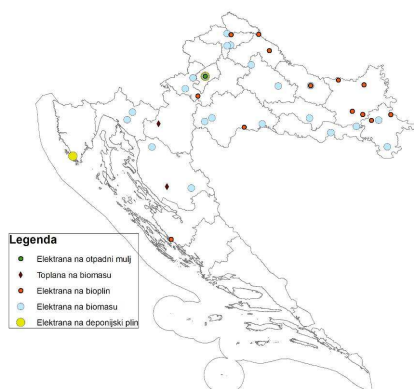 Legenda
Elektrana na otpadni mulj
Toplana na biomasu
Elektrana na bioplin
Elektrana na biomasu
Elektrana na deponijski plin